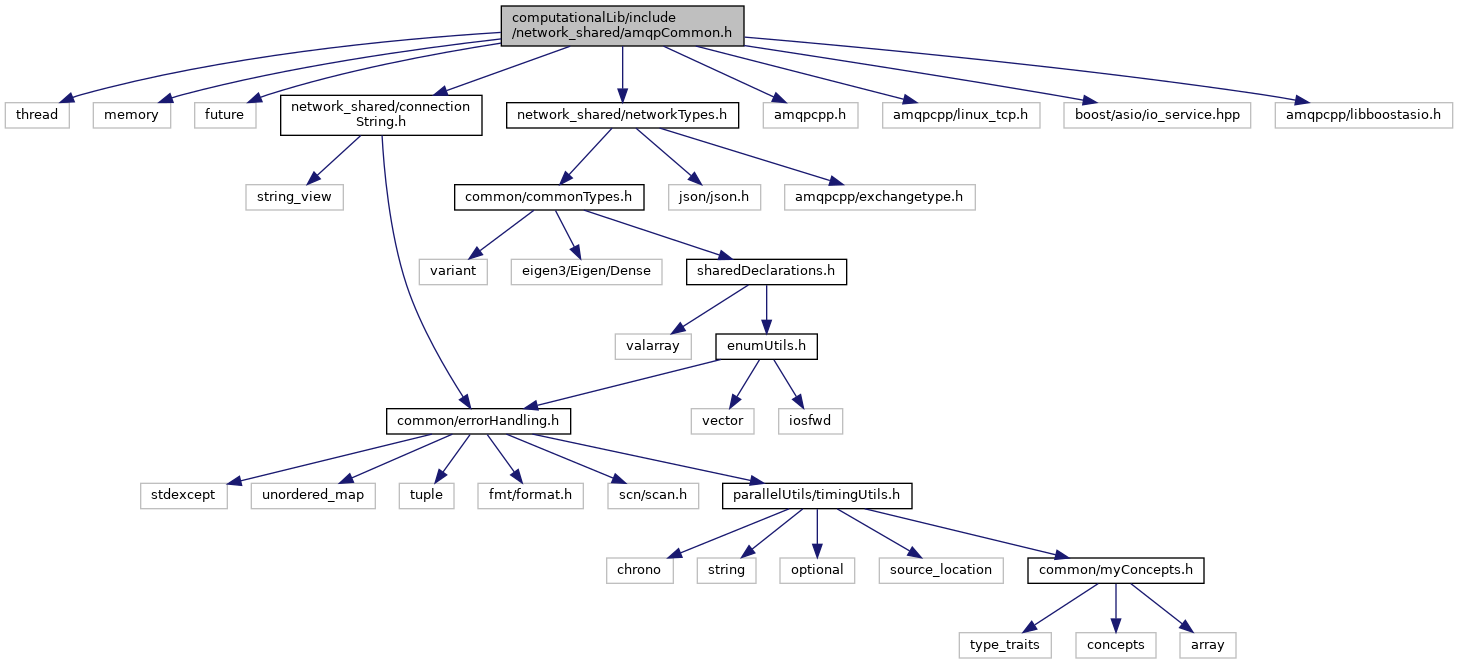 computationalLib/include
/network_shared/amqpCommon.h
thread
memory
future
network_shared/connection
String.h
network_shared/networkTypes.h
amqpcpp.h
amqpcpp/linux_tcp.h
boost/asio/io_service.hpp
amqpcpp/libboostasio.h
string_view
common/commonTypes.h
json/json.h
amqpcpp/exchangetype.h
variant
eigen3/Eigen/Dense
sharedDeclarations.h
valarray
enumUtils.h
common/errorHandling.h
vector
iosfwd
stdexcept
unordered_map
tuple
fmt/format.h
scn/scan.h
parallelUtils/timingUtils.h
chrono
string
optional
source_location
common/myConcepts.h
type_traits
concepts
array